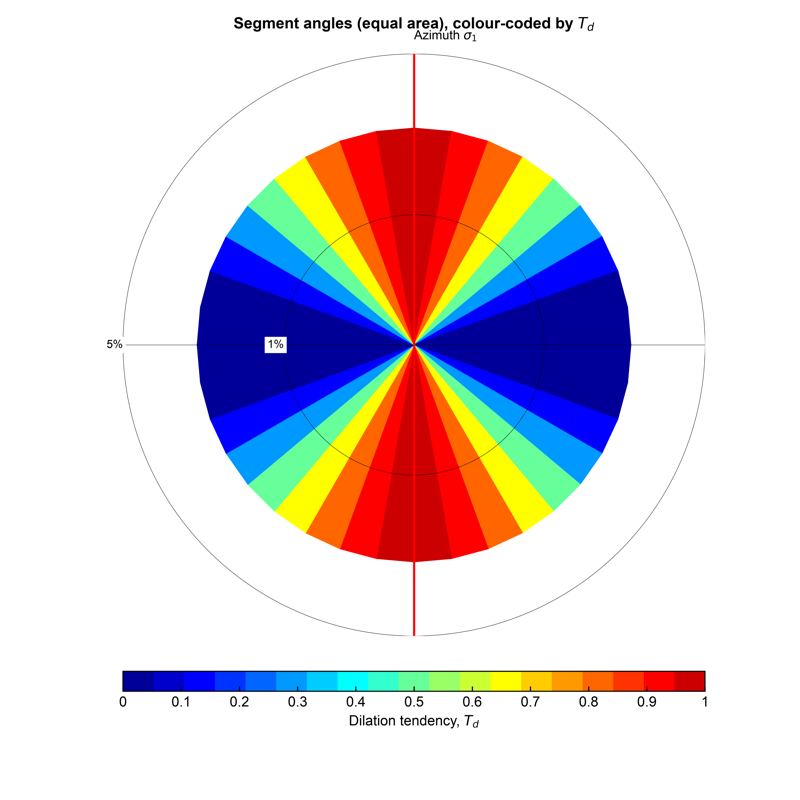 Segment angles (equal area), colour-coded by T_d
Azimuth σ₁
5%
1%
0 0.1 0.2 0.3 0.4 0.5 0.6 0.7 0.8 0.9 1
Dilation tendency, T_d